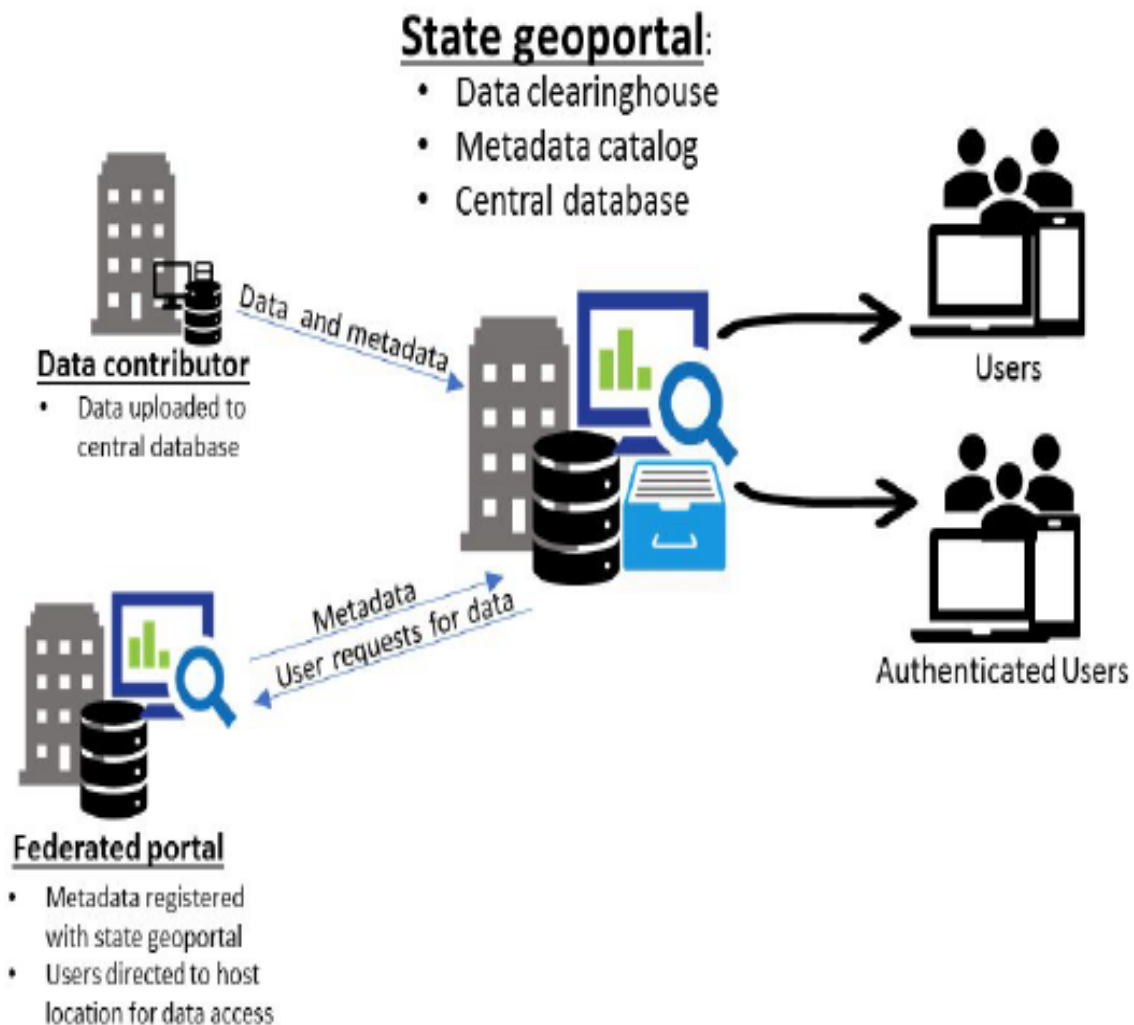 State geoportal:
• Data clearinghouse
• Metadata catalog
• Central database
Data and metadata
Data contributor
• Data uploaded to
central database
Users
Authenticated Users
Metadata
User requests for data
Federated portal
• Metadata registered
with state geoportal
• Users directed to host
location for data access